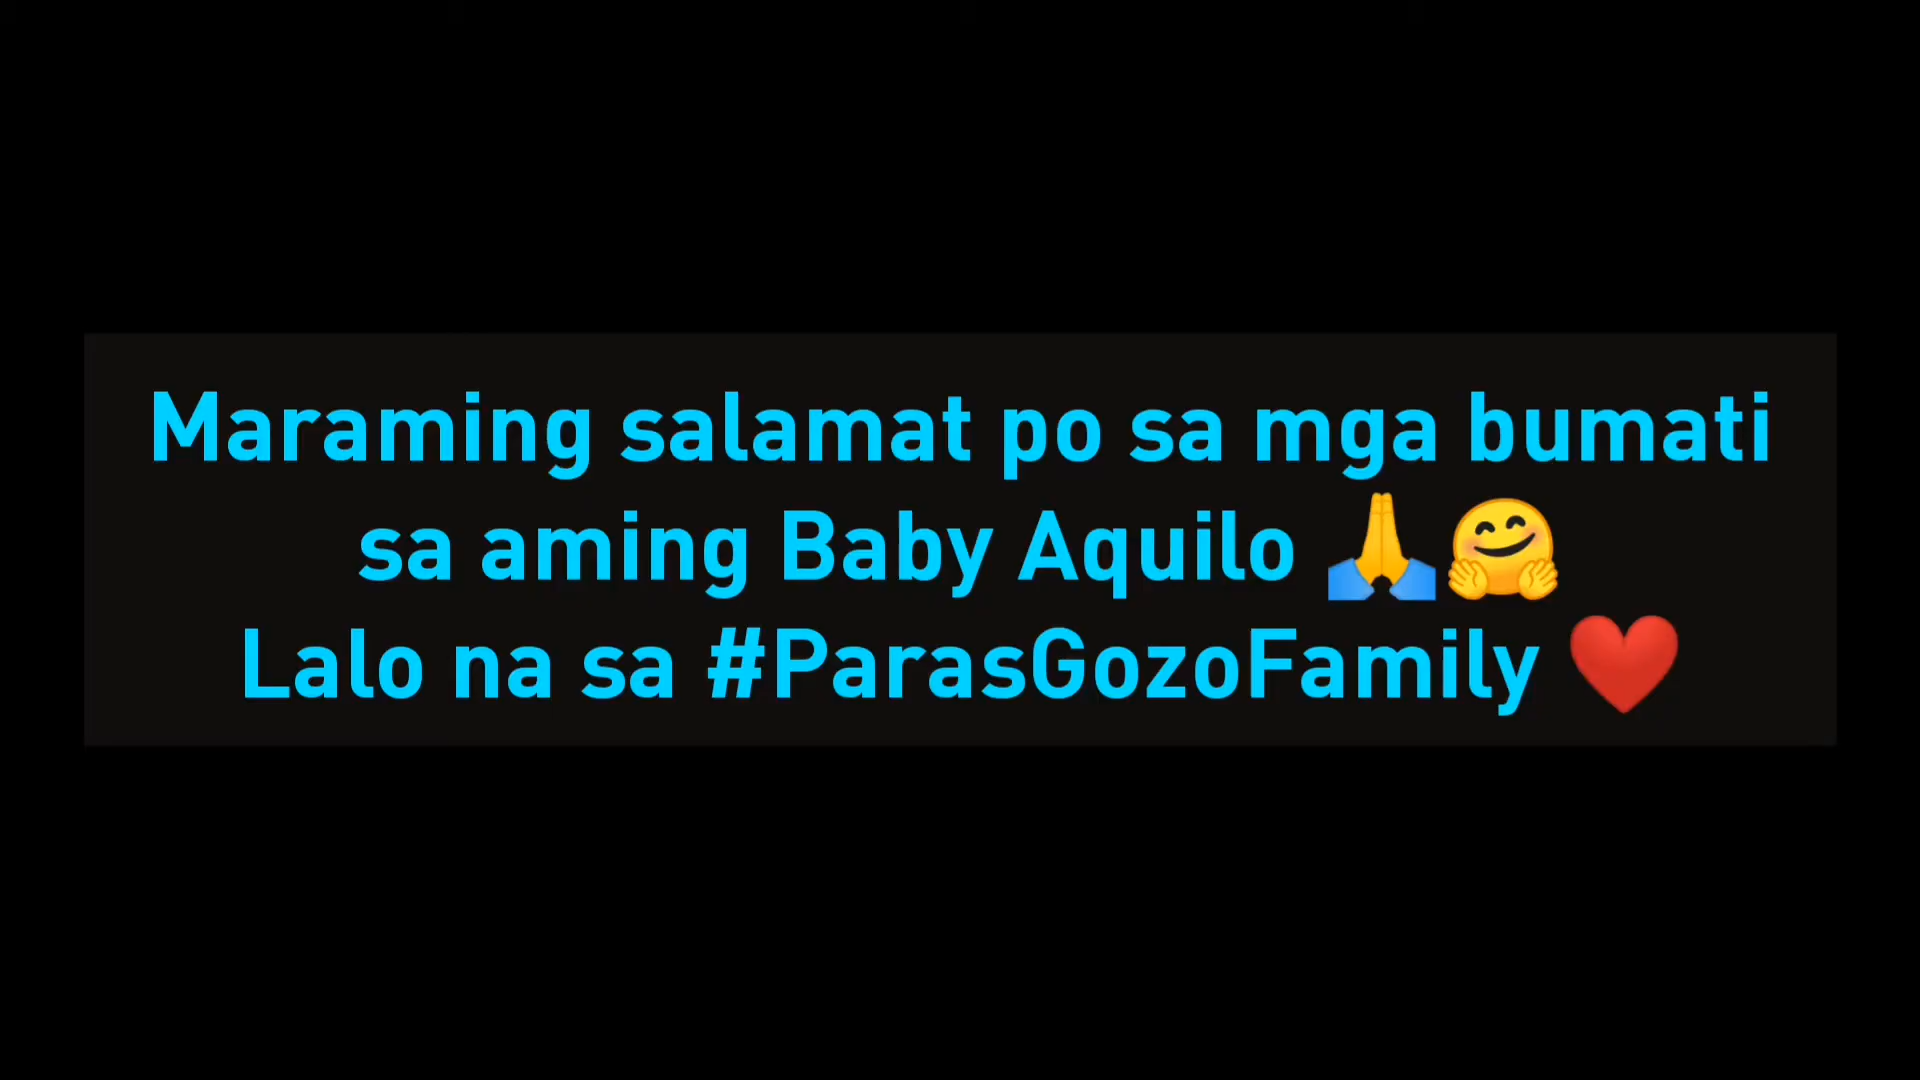 Maraming salamat po sa mga bumati
sa aming Baby Aquilo 🙏🤗
Lalo na sa #ParasGozoFamily ❤️